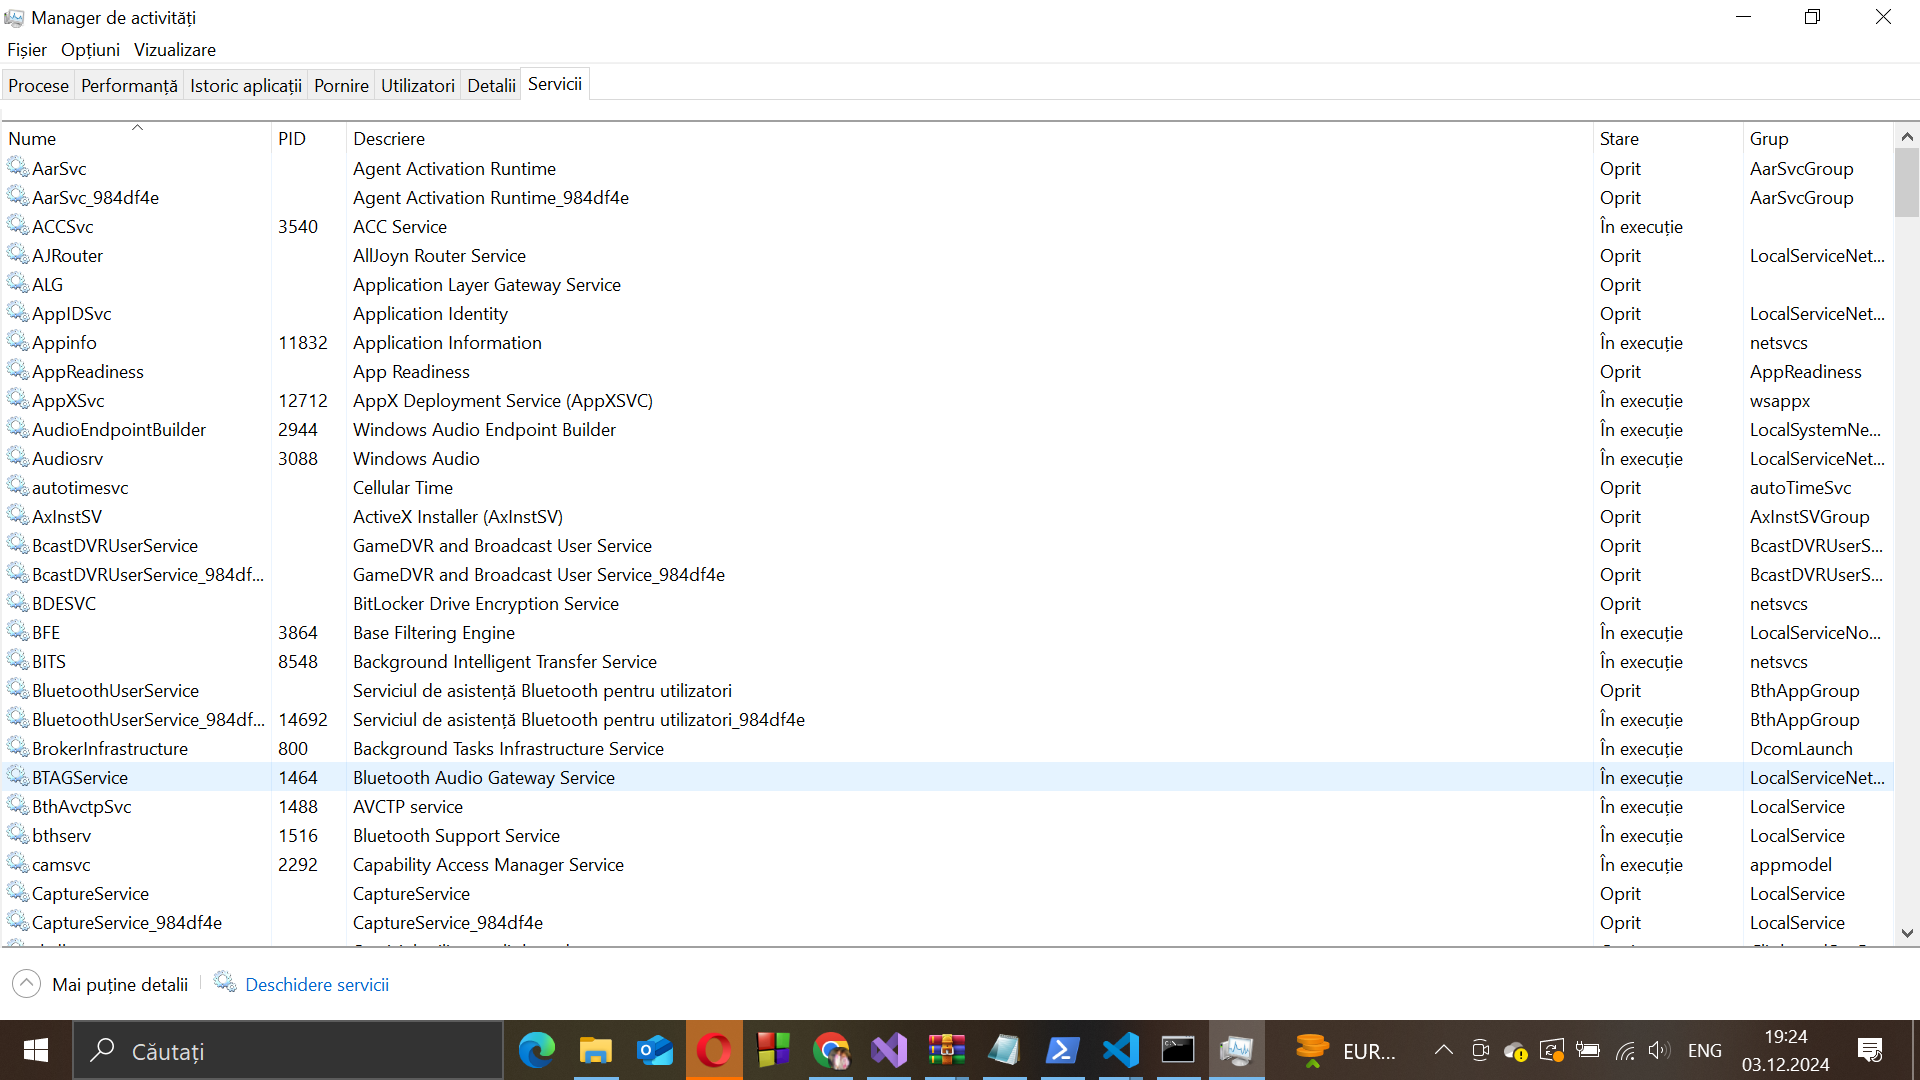 Manager de activități
Fișier Opțiuni Vizualizare
Procese Performanță Istoric aplicații Pornire Utilizatori Detalii Servicii
Nume PID Descriere Stare Grup
AarSvc Agent Activation Runtime Oprit AarSvcGroup
AarSvc_984df4e Agent Activation Runtime_984df4e Oprit AarSvcGroup
ACCSvc 3540 ACC Service În execuție
AJRouter AllJoyn Router Service Oprit LocalServiceNet...
ALG Application Layer Gateway Service Oprit
AppIDSvc Application Identity Oprit LocalServiceNet...
Appinfo 11832 Application Information În execuție netsvcs
AppReadiness App Readiness Oprit AppReadiness
AppXSvc 12712 AppX Deployment Service (AppXSVC) În execuție wsappx
AudioEndpointBuilder 2944 Windows Audio Endpoint Builder În execuție LocalSystemNe...
Audiosrv 3088 Windows Audio În execuție LocalServiceNet...
autotimesvc Cellular Time Oprit autoTimeSvc
AxInstSV ActiveX Installer (AxInstSV) Oprit AxInstSVGroup
BcastDVRUserService GameDVR and Broadcast User Service Oprit BcastDVRUserS...
BcastDVRUserService_984df... GameDVR and Broadcast User Service_984df4e Oprit BcastDVRUserS...
BDESVC BitLocker Drive Encryption Service Oprit netsvcs
BFE 3864 Base Filtering Engine În execuție LocalServiceNo...
BITS 8548 Background Intelligent Transfer Service În execuție netsvcs
BluetoothUserService Serviciul de asistență Bluetooth pentru utilizatori Oprit BthAppGroup
BluetoothUserService_984df... 14692 Serviciul de asistență Bluetooth pentru utilizatori_984df4e În execuție BthAppGroup
BrokerInfrastructure 800 Background Tasks Infrastructure Service În execuție DcomLaunch
BTAGService 1464 Bluetooth Audio Gateway Service În execuție LocalServiceNet...
BthAvctpSvc 1488 AVCTP service În execuție LocalService
bthserv 1516 Bluetooth Support Service În execuție LocalService
camsvc 2292 Capability Access Manager Service În execuție appmodel
CaptureService CaptureService Oprit LocalService
CaptureService_984df4e CaptureService_984df4e Oprit LocalService
Mai puține detalii Deschidere servicii
Căutați EUR... ENG 19:24
03.12.2024